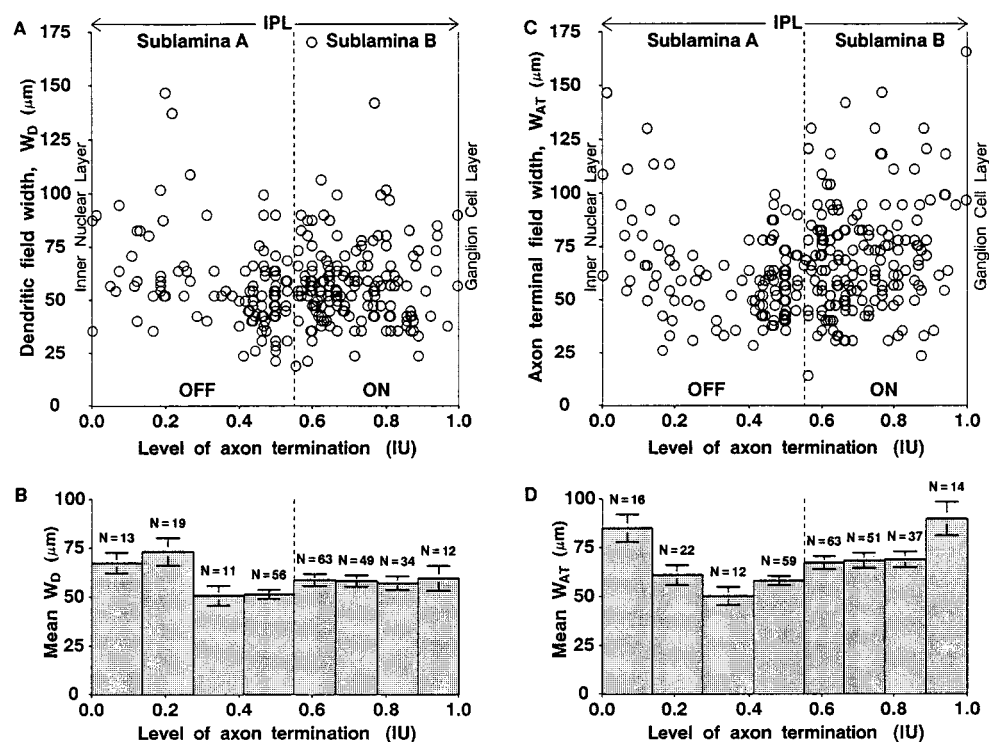 A
IPL
Sublamina A
Sublamina B
175
150
125
100
75
50
25
0
Dendritic field width, W_D (μm)
Inner Nuclear Layer
Ganglion Cell Layer
OFF
ON
0.0 0.2 0.4 0.6 0.8 1.0
Level of axon termination (IU)
C
IPL
Sublamina A
Sublamina B
175
150
125
100
75
50
25
0
Axon terminal field width, W_AT (μm)
Inner Nuclear Layer
Ganglion Cell Layer
OFF
ON
0.0 0.2 0.4 0.6 0.8 1.0
Level of axon termination (IU)
B
100
75
50
25
0
Mean W_D (μm)
N=13
N=19
N=11
N=56
N=63
N=49
N=34
N=12
0.0 0.2 0.4 0.6 0.8 1.0
Level of axon termination (IU)
D
100
75
50
25
0
Mean W_AT (μm)
N=16
N=22
N=12
N=59
N=63
N=51
N=37
N=14
0.0 0.2 0.4 0.6 0.8 1.0
Level of axon termination (IU)